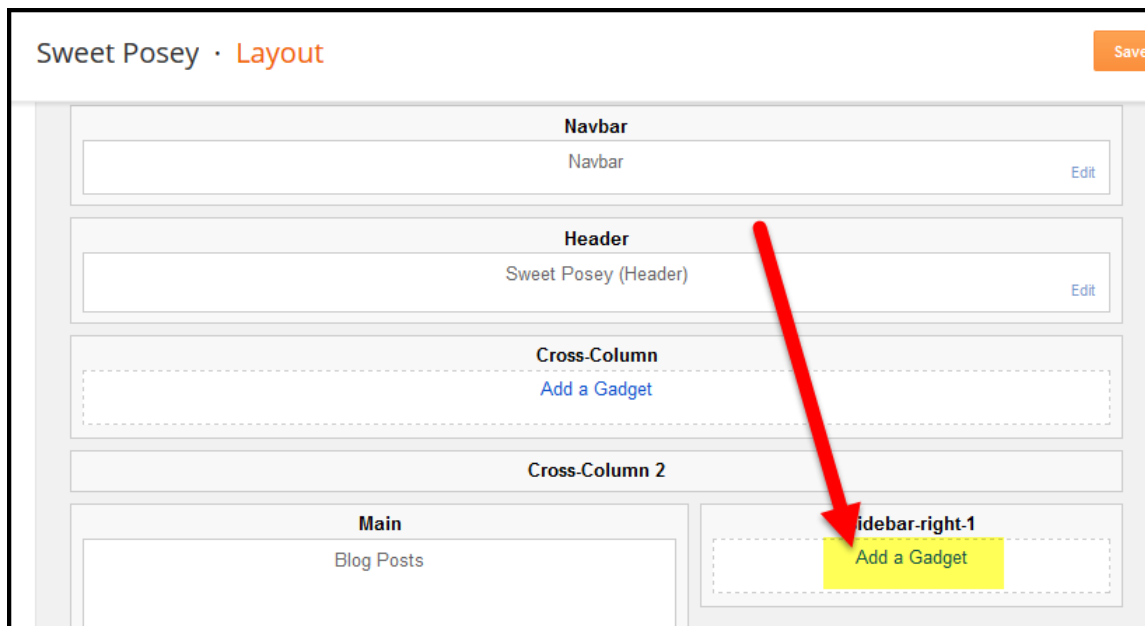 Sweet Posey · Layout
Save
Navbar
Navbar
Edit
Header
Sweet Posey (Header)
Edit
Cross-Column
Add a Gadget
Cross-Column 2
Main
Blog Posts
idebar-right-1
Add a Gadget